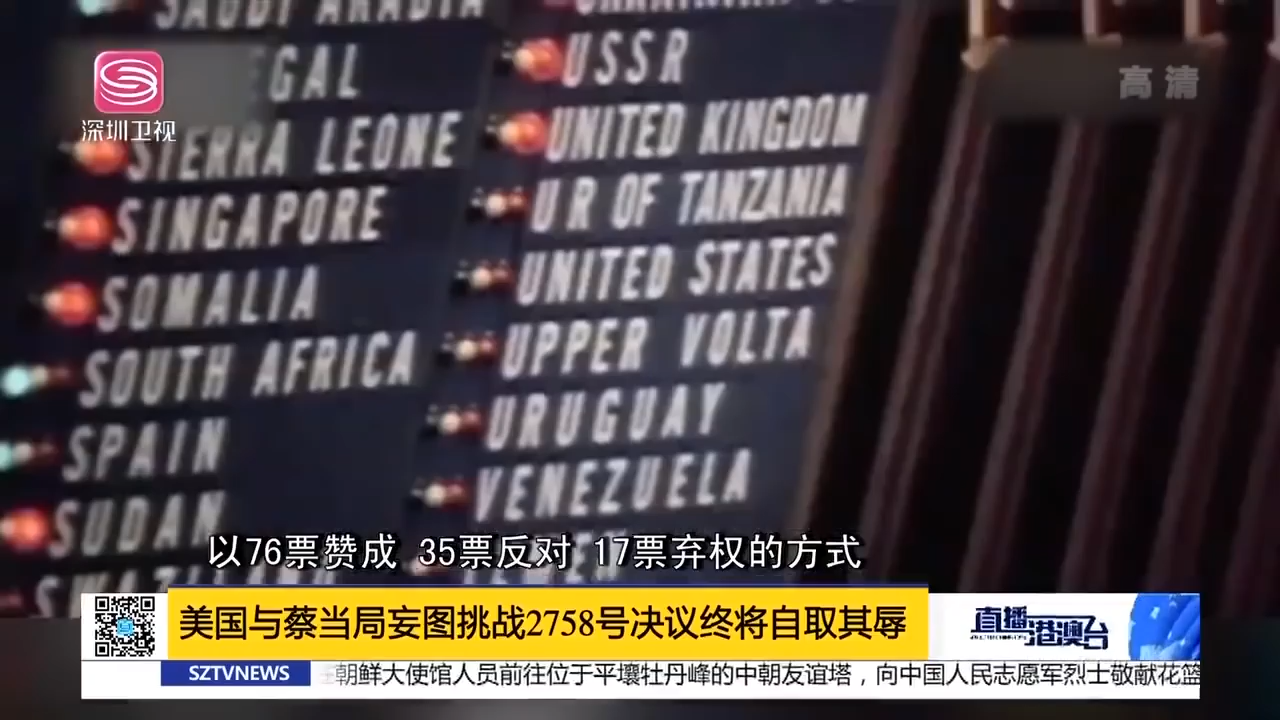 SAUDI ARABIA
GAL
SIERRA LEONE
SINGAPORE
SOMALIA
SOUTH AFRICA
SPAIN
SUDAN
USSR
UNITED KINGDOM
U R OF TANZANIA
UNITED STATES
UPPER VOLTA
URUGUAY
VENEZUELA
深圳卫视
高清
以76票赞成 35票反对 17票弃权的方式
美国与蔡当局妄图挑战2758号决议终将自取其辱
直播港澳台
SZTVNEWS
朝鲜大使馆人员前往位于平壤牡丹峰的中朝友谊塔，向中国人民志愿军烈士敬献花篮